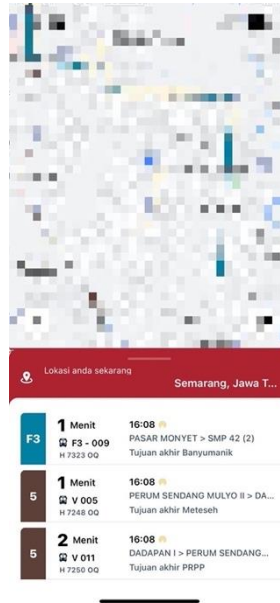 Lokasi anda sekarang
Semarang, Jawa T...
F3
1 Menit
F3 - 009
H 7323 OQ
16:08
PASAR MONYET > SMP 42 (2)
Tujuan akhir Banyumanik
5
1 Menit
V 005
H 7248 OQ
16:08
PERUM SENDANG MULYO II > DA...
Tujuan akhir Meteseh
5
2 Menit
V 011
H 7250 OQ
16:08
DADAPAN I > PERUM SENDANG...
Tujuan akhir PRPP